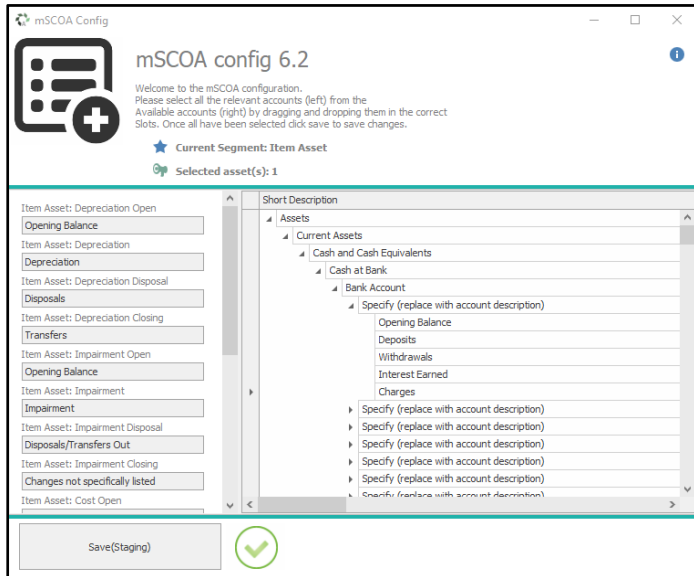 mSCOA Config
mSCOA config 6.2
Welcome to the mSCOA configuration.
Please select all the relevant accounts (left) from the
Available accounts (right) by dragging and dropping them in the correct
Slots. Once all have been selected click save to save changes.
Current Segment: Item Asset
Selected asset(s): 1
Item Asset: Depreciation Open
Opening Balance
Item Asset: Depreciation
Depreciation
Item Asset: Depreciation Disposal
Disposals
Item Asset: Depreciation Closing
Transfers
Item Asset: Impairment Open
Opening Balance
Item Asset: Impairment
Impairment
Item Asset: Impairment Disposal
Disposals/Transfers Out
Item Asset: Impairment Closing
Changes not specifically listed
Item Asset: Cost Open
Short Description
Assets
Current Assets
Cash and Cash Equivalents
Cash at Bank
Bank Account
Specify (replace with account description)
Opening Balance
Deposits
Withdrawals
Interest Earned
Charges
Specify (replace with account description)
Specify (replace with account description)
Specify (replace with account description)
Specify (replace with account description)
Specify (replace with account description)
Specify (replace with account description)
Save(Staging)